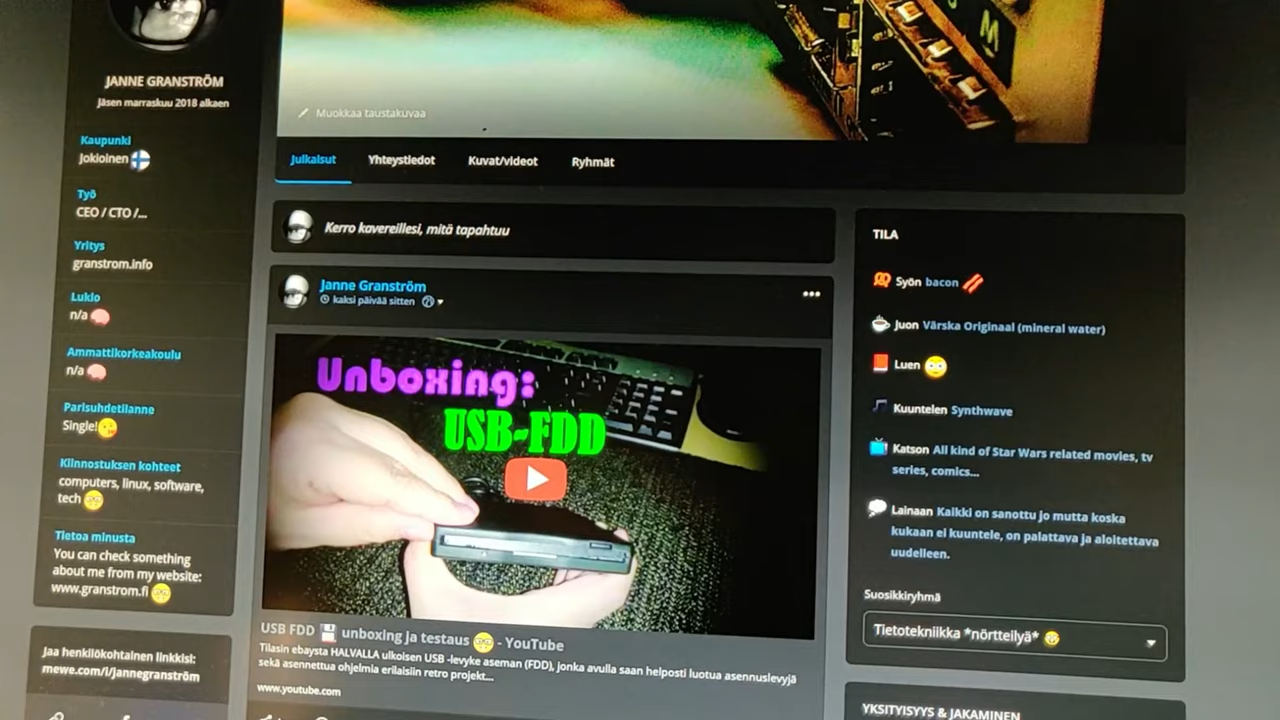 JANNE GRANSTRÖM
Jäsen marraskuu 2018 alkaen
Kaupunki
Jokioinen
Työ
CEO / CTO /...
Yritys
granstrom.info
Lukio
n/a
Ammattikorkeakoulu
n/a
Parisuhdetilanne
Single!
Kiinnostuksen kohteet
computers, linux, software,
tech
Tietoa minusta
You can check something
about me from my website:
www.granstrom.fi
Jaa henkilökohtainen linkkisi:
mewe.com/i/jannegranström
M
Muokkaa taustakuvaa
Julkaisut Yhteystiedot Kuvat/videot Ryhmät
Kerro kavereillesi, mitä tapahtuu
Janne Granström
kaksi päivää sitten
Unboxing:
USB-FDD
USB FDD 💾 unboxing ja testaus 🤓 - YouTube
Tilasin ebaysta HALVALLA ulkoisen USB -levyke aseman (FDD), jonka avulla saan helposti luotua asennuslevyjä
sekä asennettua ohjelmia erilaisiin retro projekt...
www.youtube.com
TILA
Syön bacon
Juon Värska Originaal (mineral water)
Luen
Kuuntelen Synthwave
Katson All kind of Star Wars related movies, tv
series, comics...
Lainaan Kaikki on sanottu jo mutta koska
kukaan ei kuuntele, on palattava ja aloitettava
uudelleen.
Suosikkiryhmä
Tietotekniikka *nörtteilyä*
YKSITYISYYS & JAKAMINEN